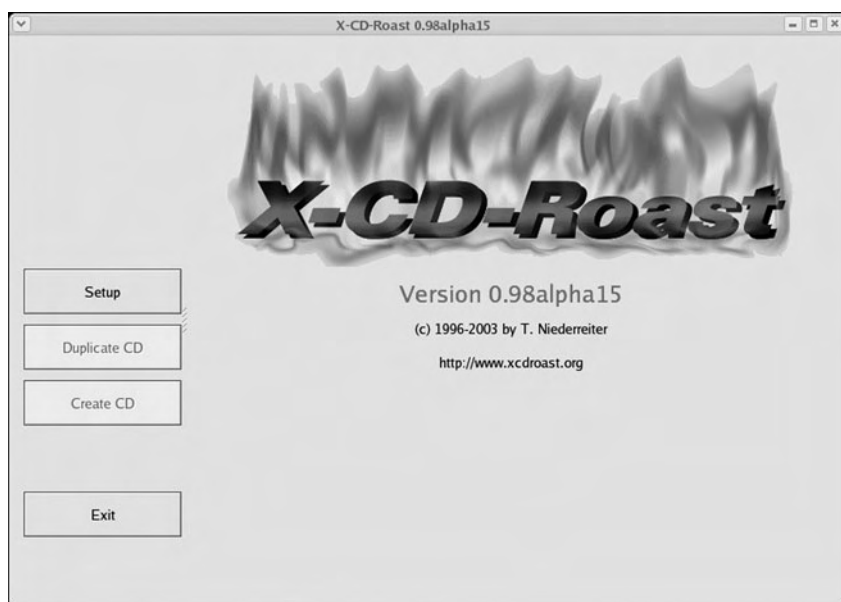 X-CD-Roast 0.98alpha15
X-CD-Roast
Setup
Version 0.98alpha15
(c) 1996-2003 by T. Niederreiter
Duplicate CD
http://www.xcdroast.org
Create CD
Exit